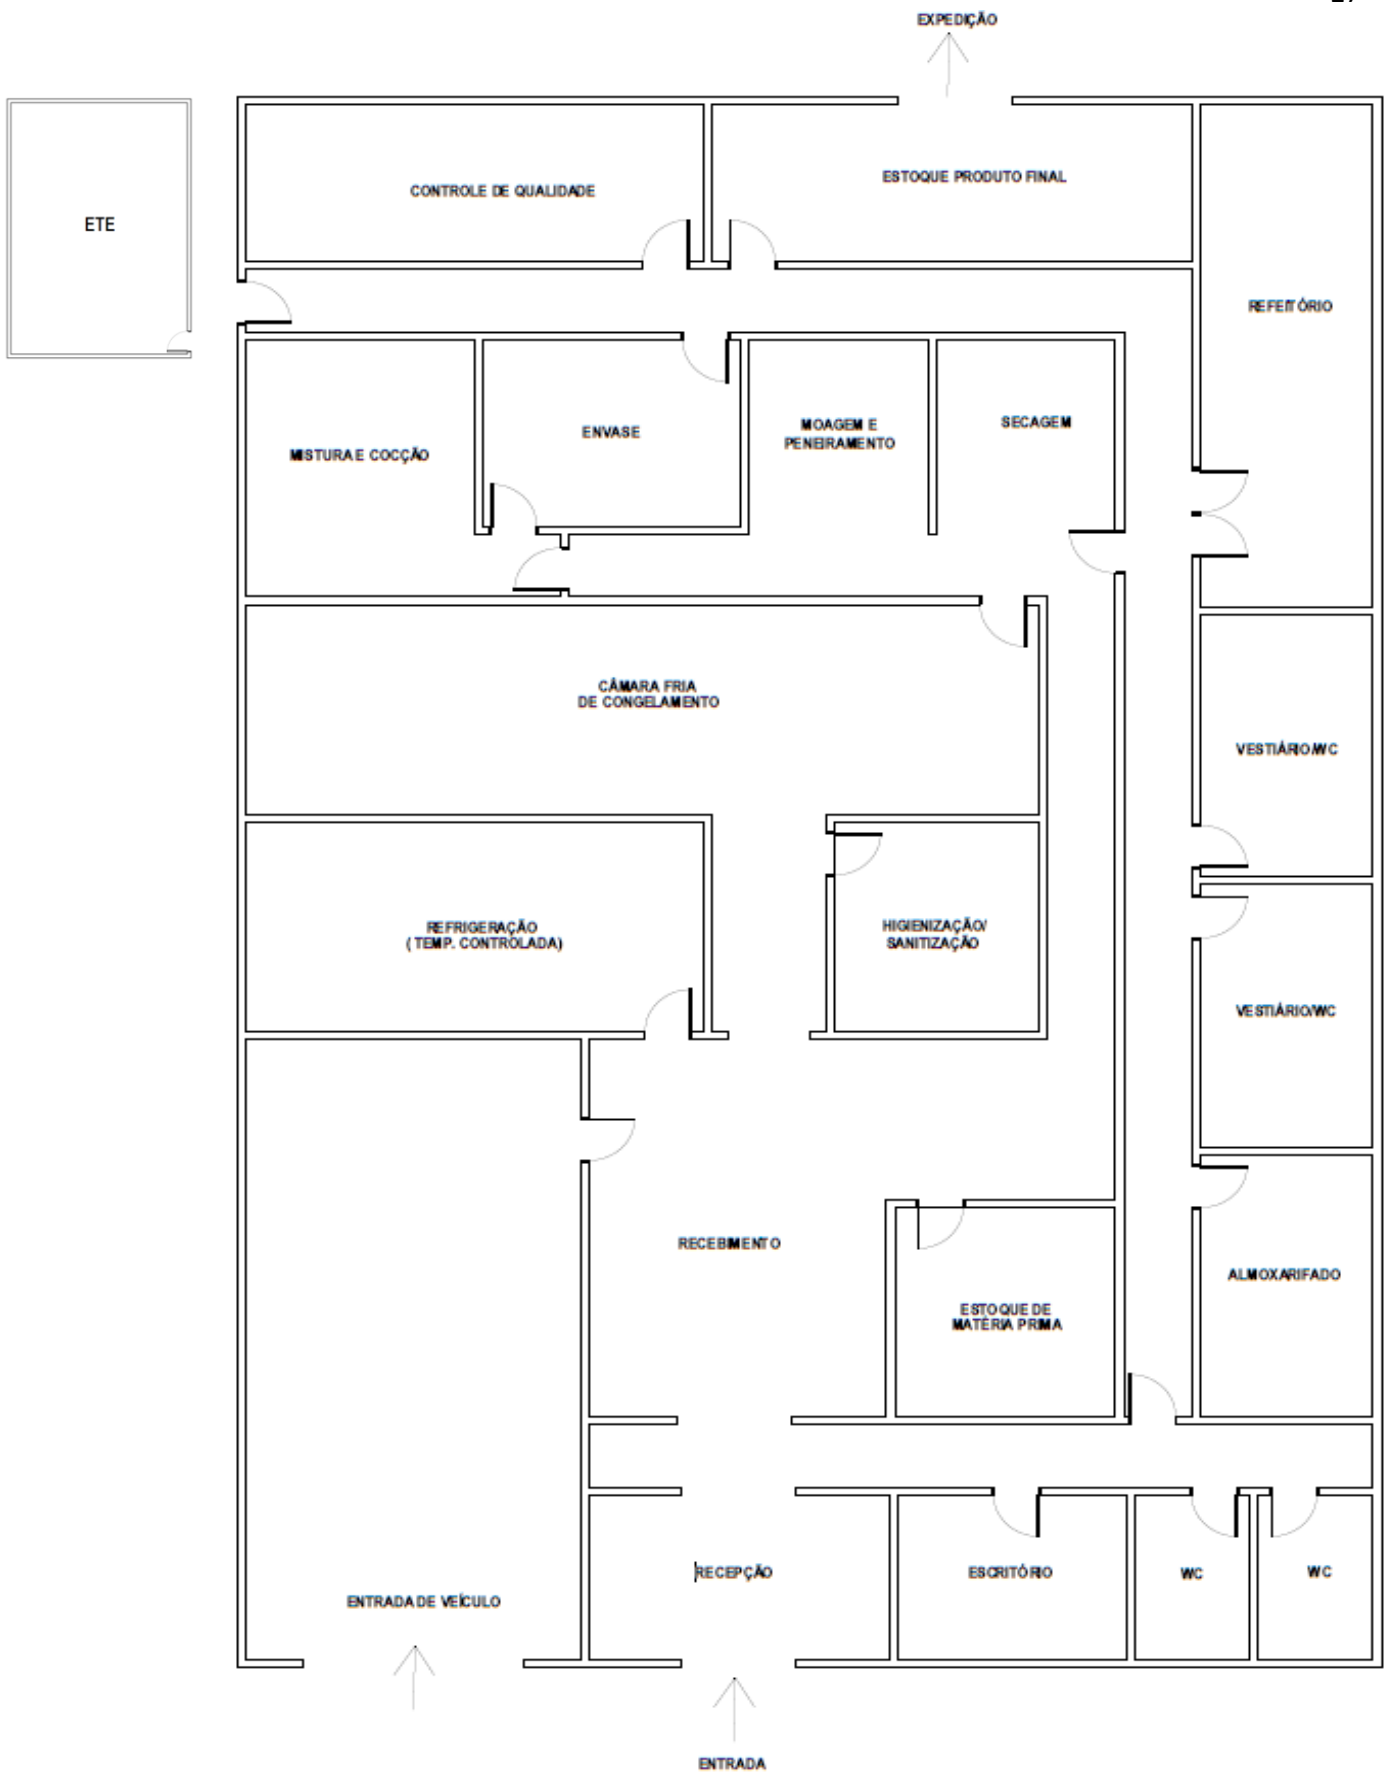 EXPEDIÇÃO
ETE
CONTROLE DE QUALIDADE
ESTOQUE PRODUTO FINAL
REFEITÓRIO
MISTURA E COCÇÃO
ENVASE
MOAGEM E
PENEIRAMENTO
SECAGEM
CÂMARA FRIA
DE CONGELAMENTO
VESTIÁRIO/WC
REFRIGERAÇÃO
( TEMP. CONTROLADA)
HIGIENIZAÇÃO/
SANITIZAÇÃO
VESTIÁRIO/WC
RECEBIMENTO
ESTOQUE DE
MATÉRIA PRIMA
ALMOXARIFADO
ENTRADA DE VEÍCULO
RECEPÇÃO
ESCRITÓRIO
WC
WC
ENTRADA